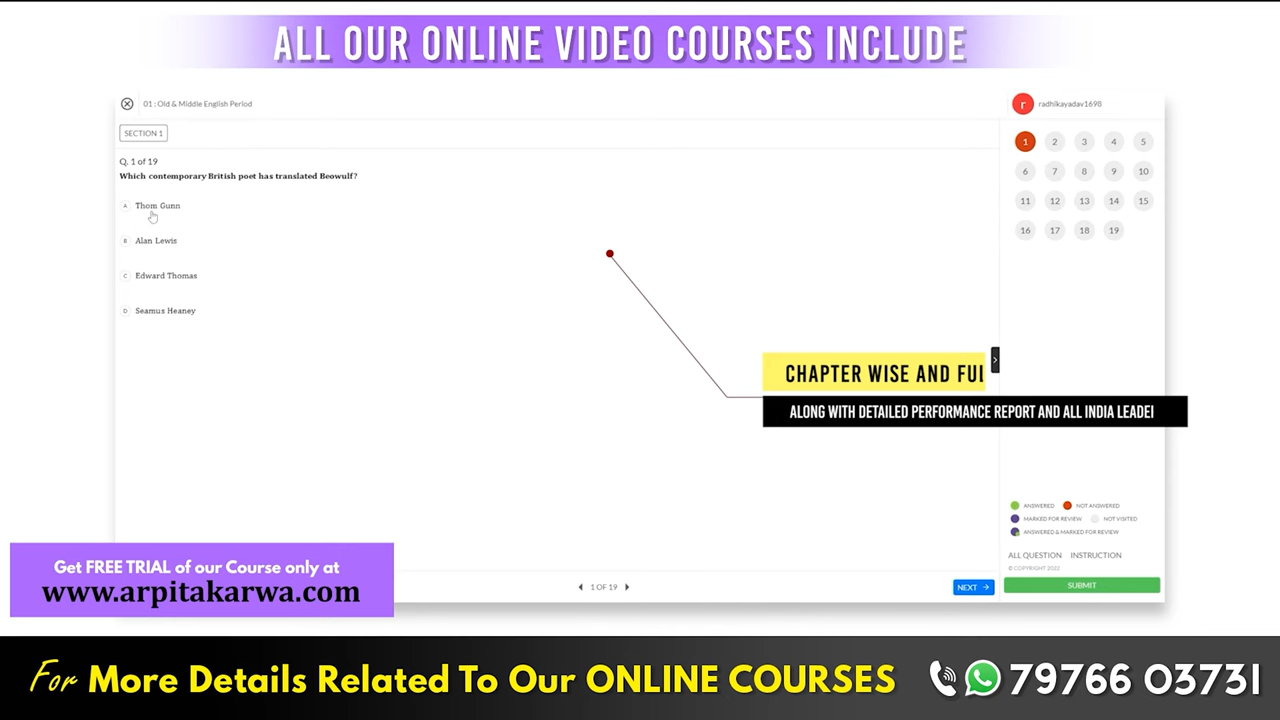 ALL OUR ONLINE VIDEO COURSES INCLUDE
01 : Old & Middle English Period
r radhikayadav1698
SECTION 1
Q. 1 of 19
Which contemporary British poet has translated Beowulf?
A Thom Gunn
B Alan Lewis
C Edward Thomas
D Seamus Heaney
1 2 3 4 5
6 7 8 9 10
11 12 13 14 15
16 17 18 19
CHAPTER WISE AND FUL
ALONG WITH DETAILED PERFORMANCE REPORT AND ALL INDIA LEADE
ANSWERED NOT ANSWERED
MARKED FOR REVIEW NOT VISITED
ANSWERED & MARKED FOR REVIEW
ALL QUESTION INSTRUCTION
© COPYRIGHT 2022
SUBMIT
1 OF 19
NEXT
Get FREE TRIAL of our Course only at
www.arpitakarwa.com
For More Details Related To Our ONLINE COURSES
79766 03731